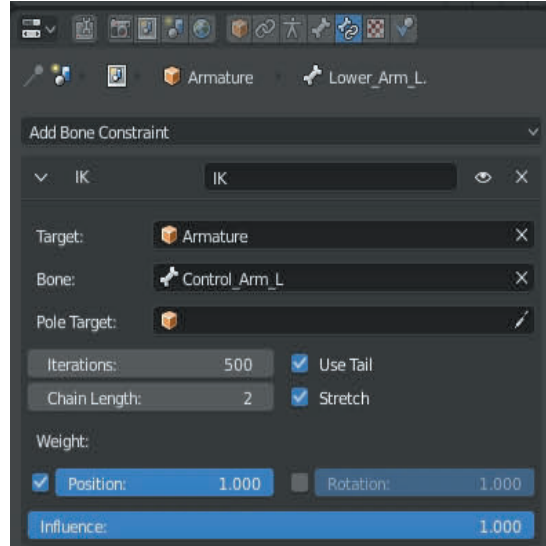 Armature Lower_Arm_L.
Add Bone Constraint
IK IK
Target: Armature
Bone: Control_Arm_L
Pole Target:
Iterations: 500 Use Tail
Chain Length: 2 Stretch
Weight:
Position: 1.000 Rotation: 1.000
Influence: 1.000